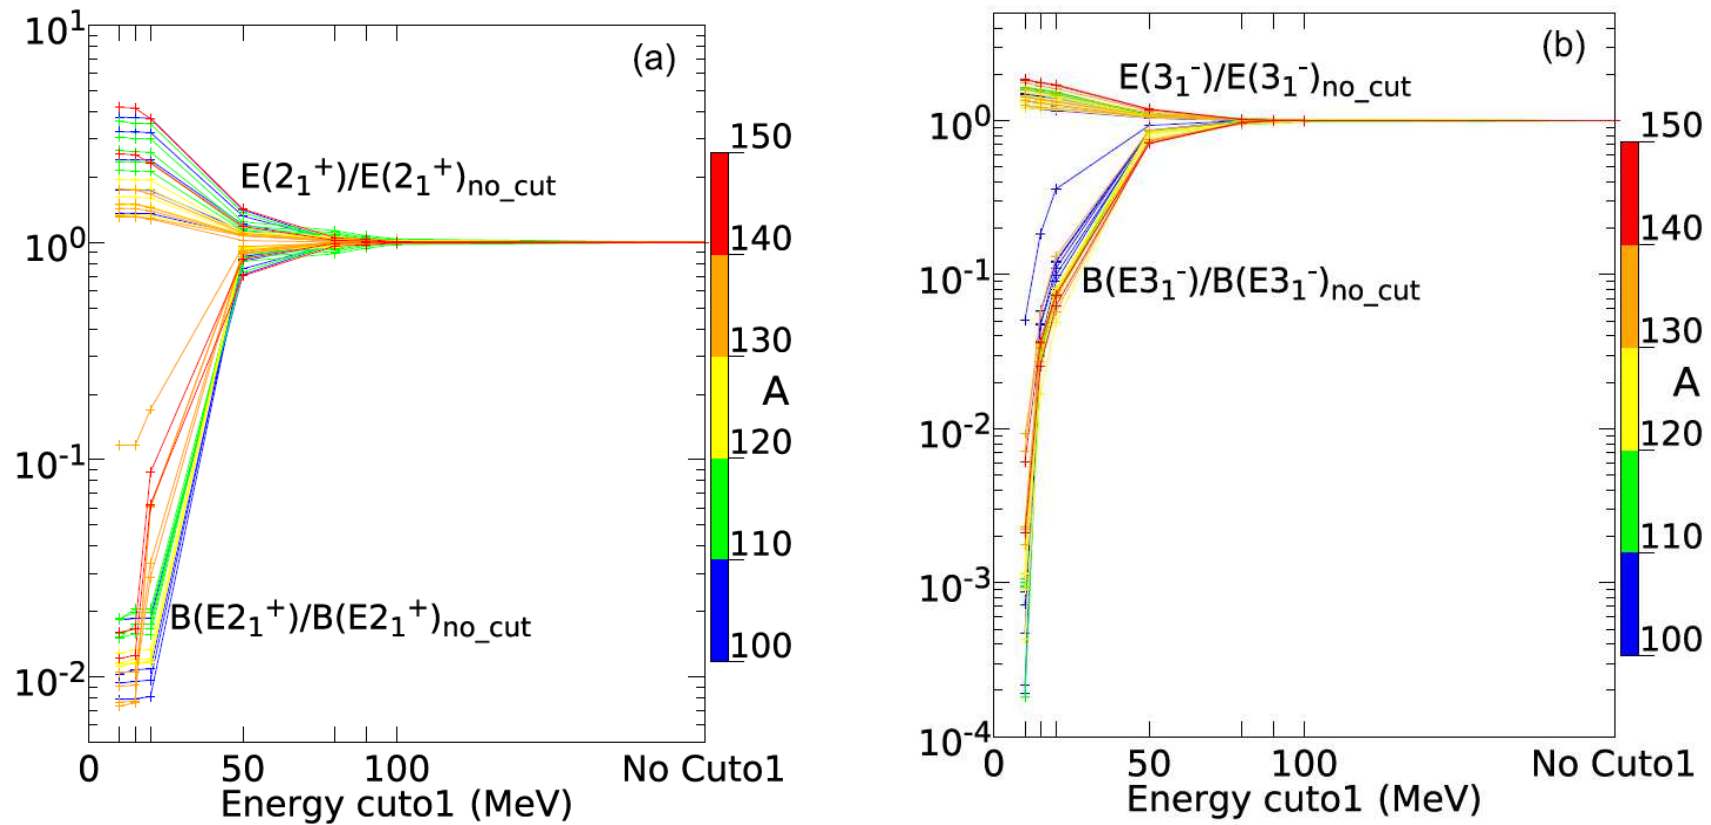 (a)
10^1
10^0
10^-1
10^-2
E(2_1^+)/E(2_1^+)_no_cut
B(E2_1^+)/B(E2_1^+)_no_cut
150
140
130
A
120
110
100
0 50 100 No Cuto1
Energy cuto1 (MeV)
(b)
10^0
10^-1
10^-2
10^-3
10^-4
E(3_1^-)/E(3_1^-)_no_cut
B(E3_1^-)/B(E3_1^-)_no_cut
150
140
130
A
120
110
100
0 50 100 No Cuto1
Energy cuto1 (MeV)